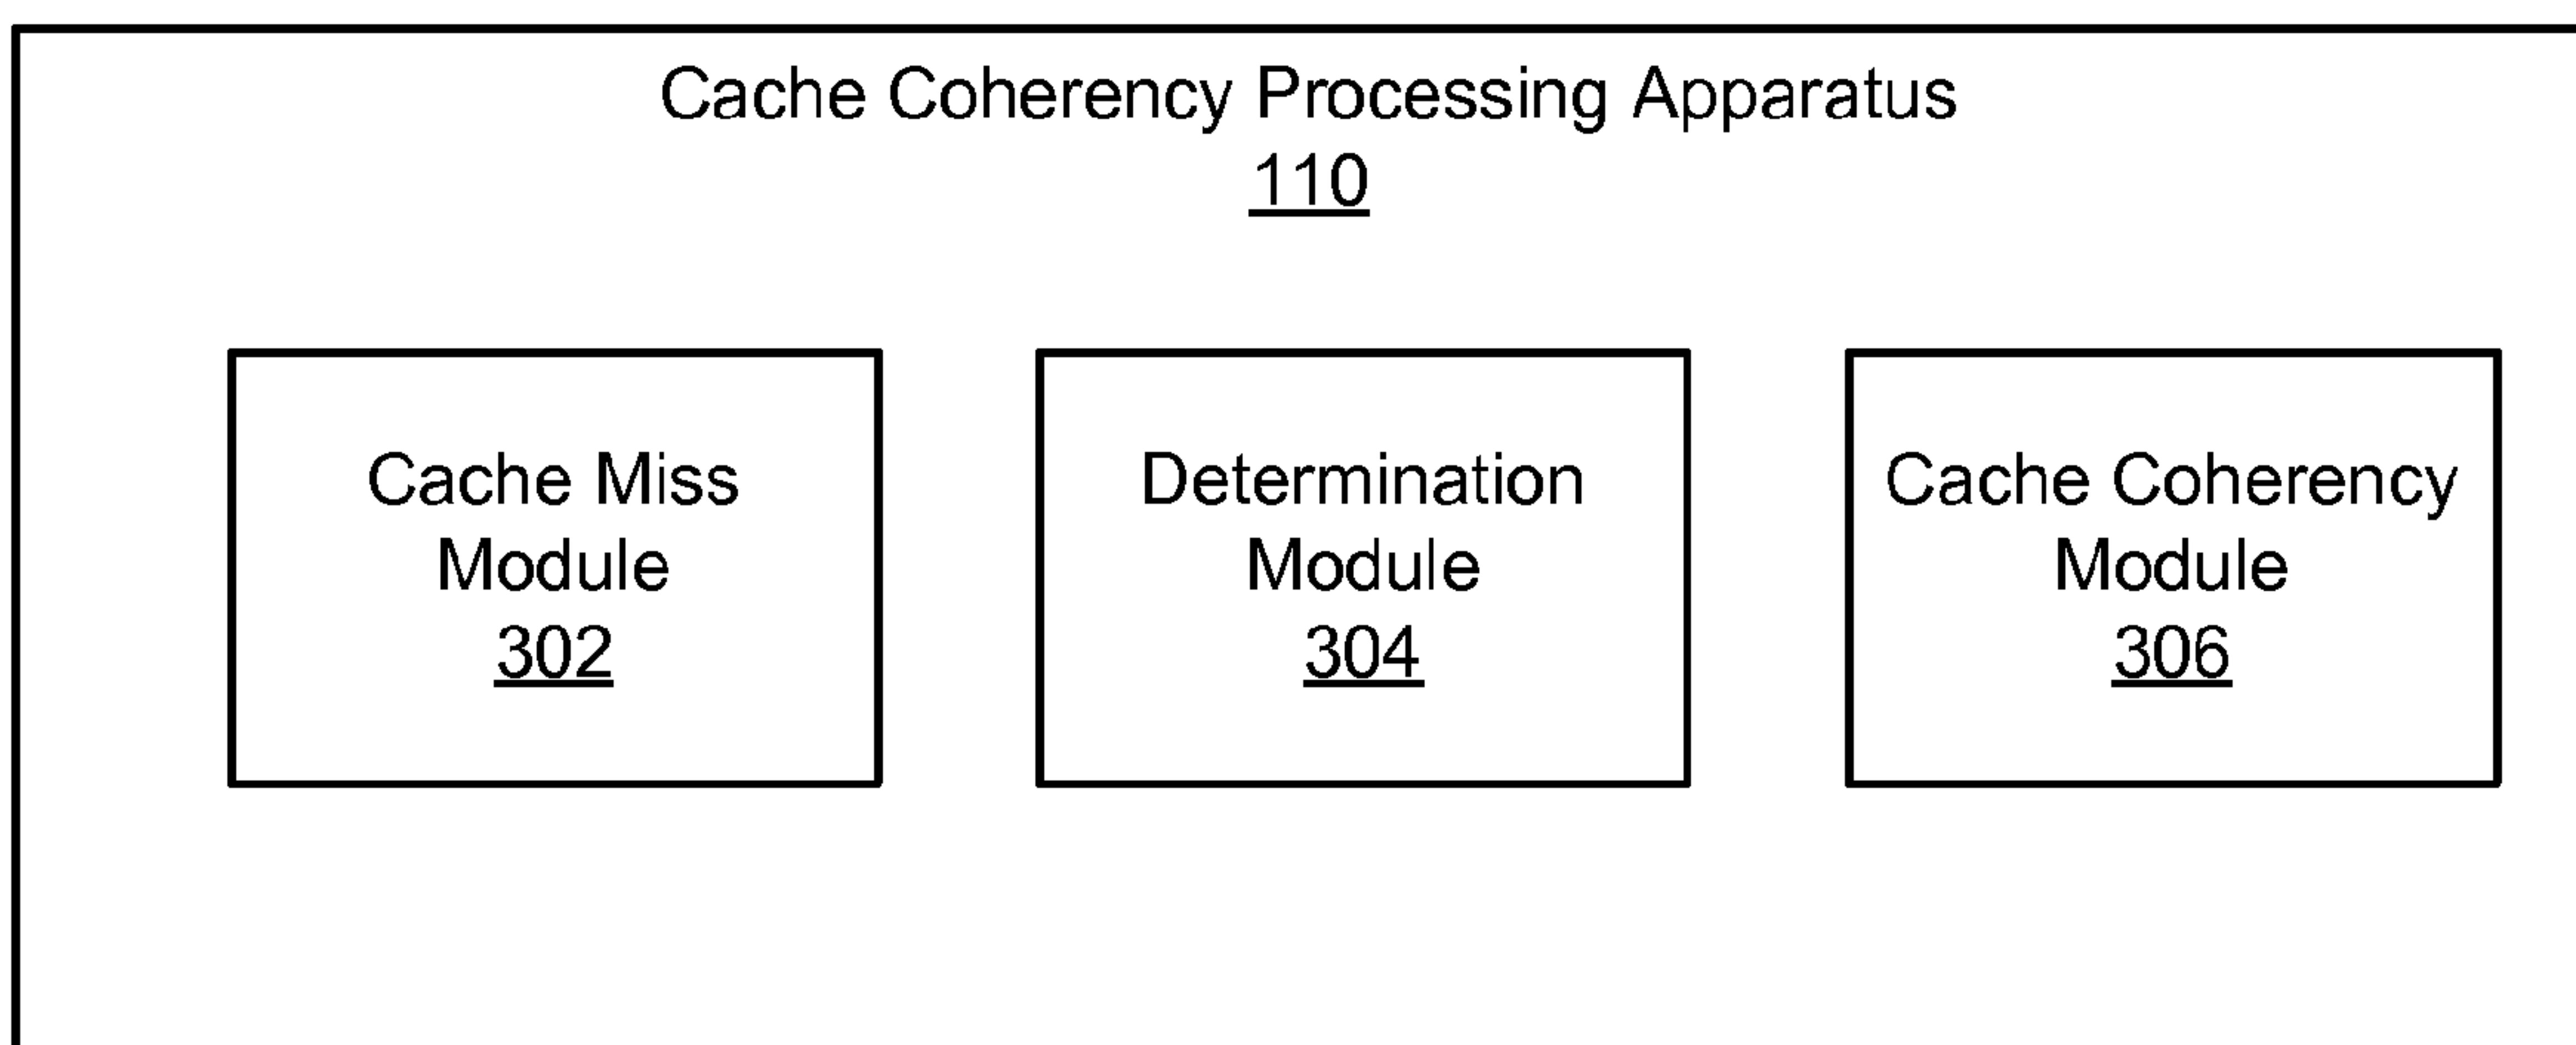 Cache Coherency Processing Apparatus
110
Cache Miss
Module
302
Determination
Module
304
Cache Coherency
Module
306